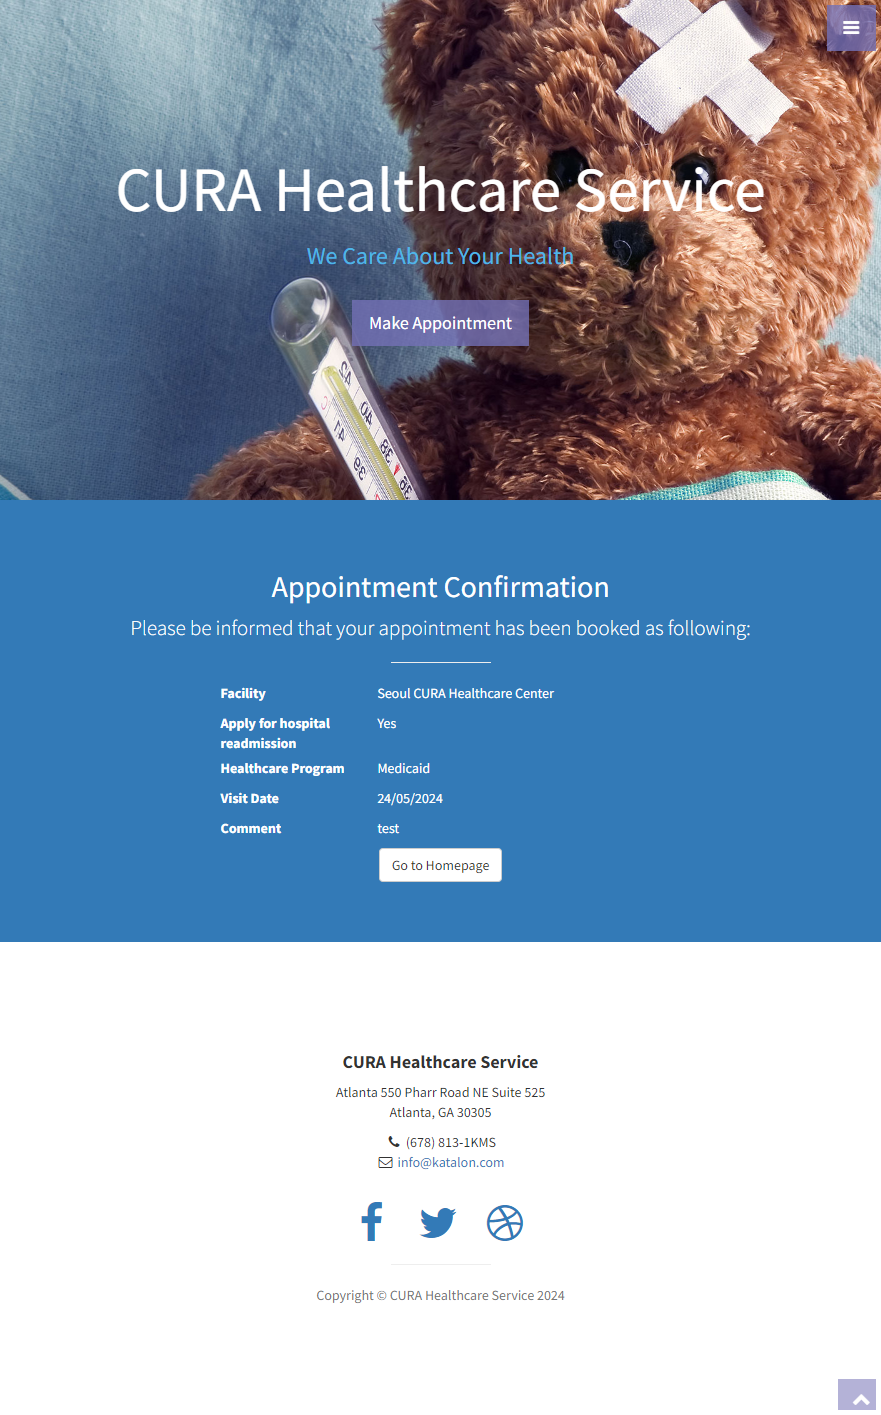 CURA Healthcare Service
We Care About Your Health
Make Appointment
Appointment Confirmation
Please be informed that your appointment has been booked as following:
Facility Seoul CURA Healthcare Center
Apply for hospital readmission Yes
Healthcare Program Medicaid
Visit Date 24/05/2024
Comment test
Go to Homepage
CURA Healthcare Service
Atlanta 550 Pharr Road NE Suite 525
Atlanta, GA 30305
(678) 813-1KMS
info@katalon.com
Copyright © CURA Healthcare Service 2024